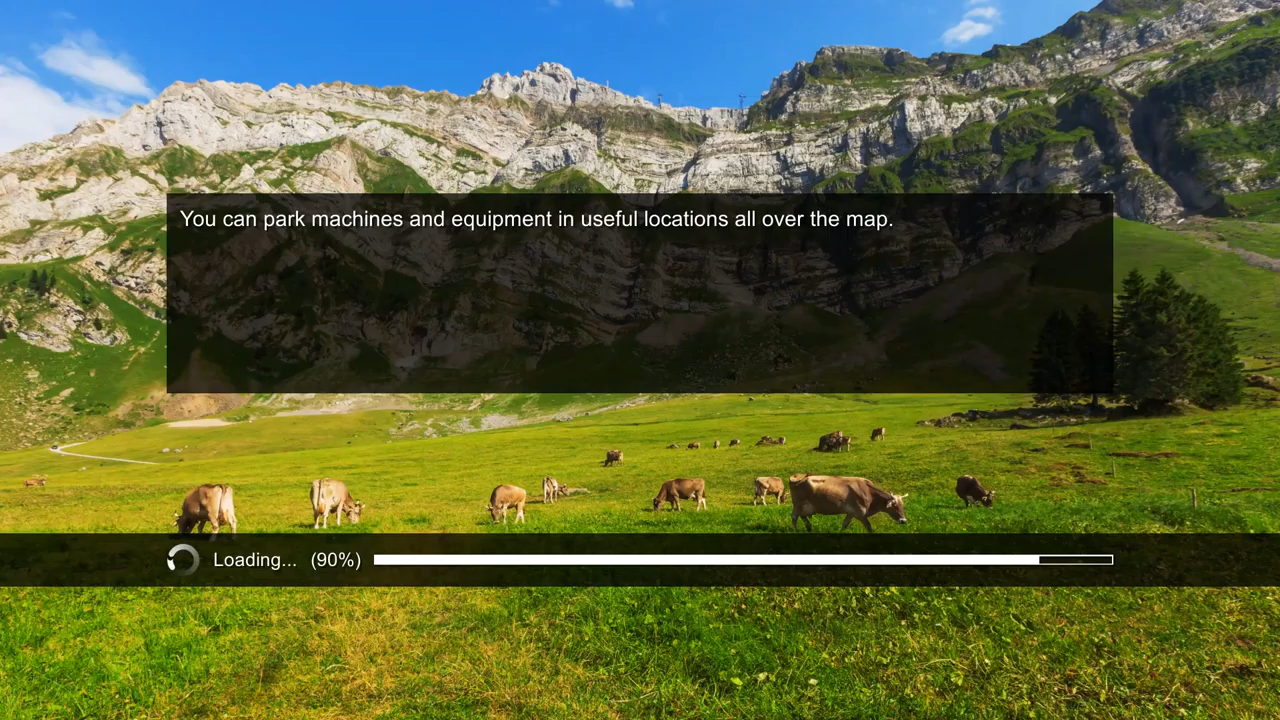 You can park machines and equipment in useful locations all over the map.
Loading... (90%)